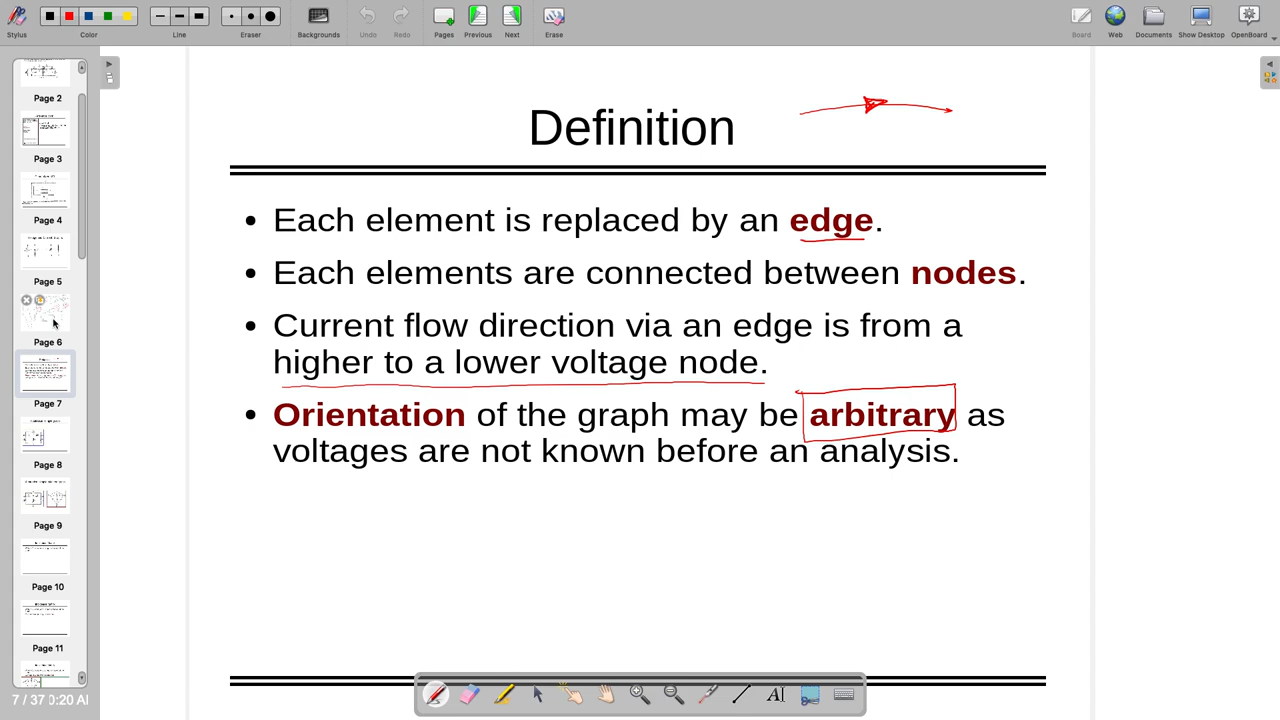 Stylus
Color
Line
Eraser
Backgrounds
Undo
Redo
Pages
Previous
Next
Erase
Board
Web
Documents
Show Desktop
OpenBoard
Page 2
Page 3
Page 4
Page 5
Page 6
Page 7
Page 8
Page 9
Page 10
Page 11
7 / 37 0:20 AM
Definition
• Each element is replaced by an edge.
• Each elements are connected between nodes.
• Current flow direction via an edge is from a
higher to a lower voltage node.
• Orientation of the graph may be arbitrary as
voltages are not known before an analysis.